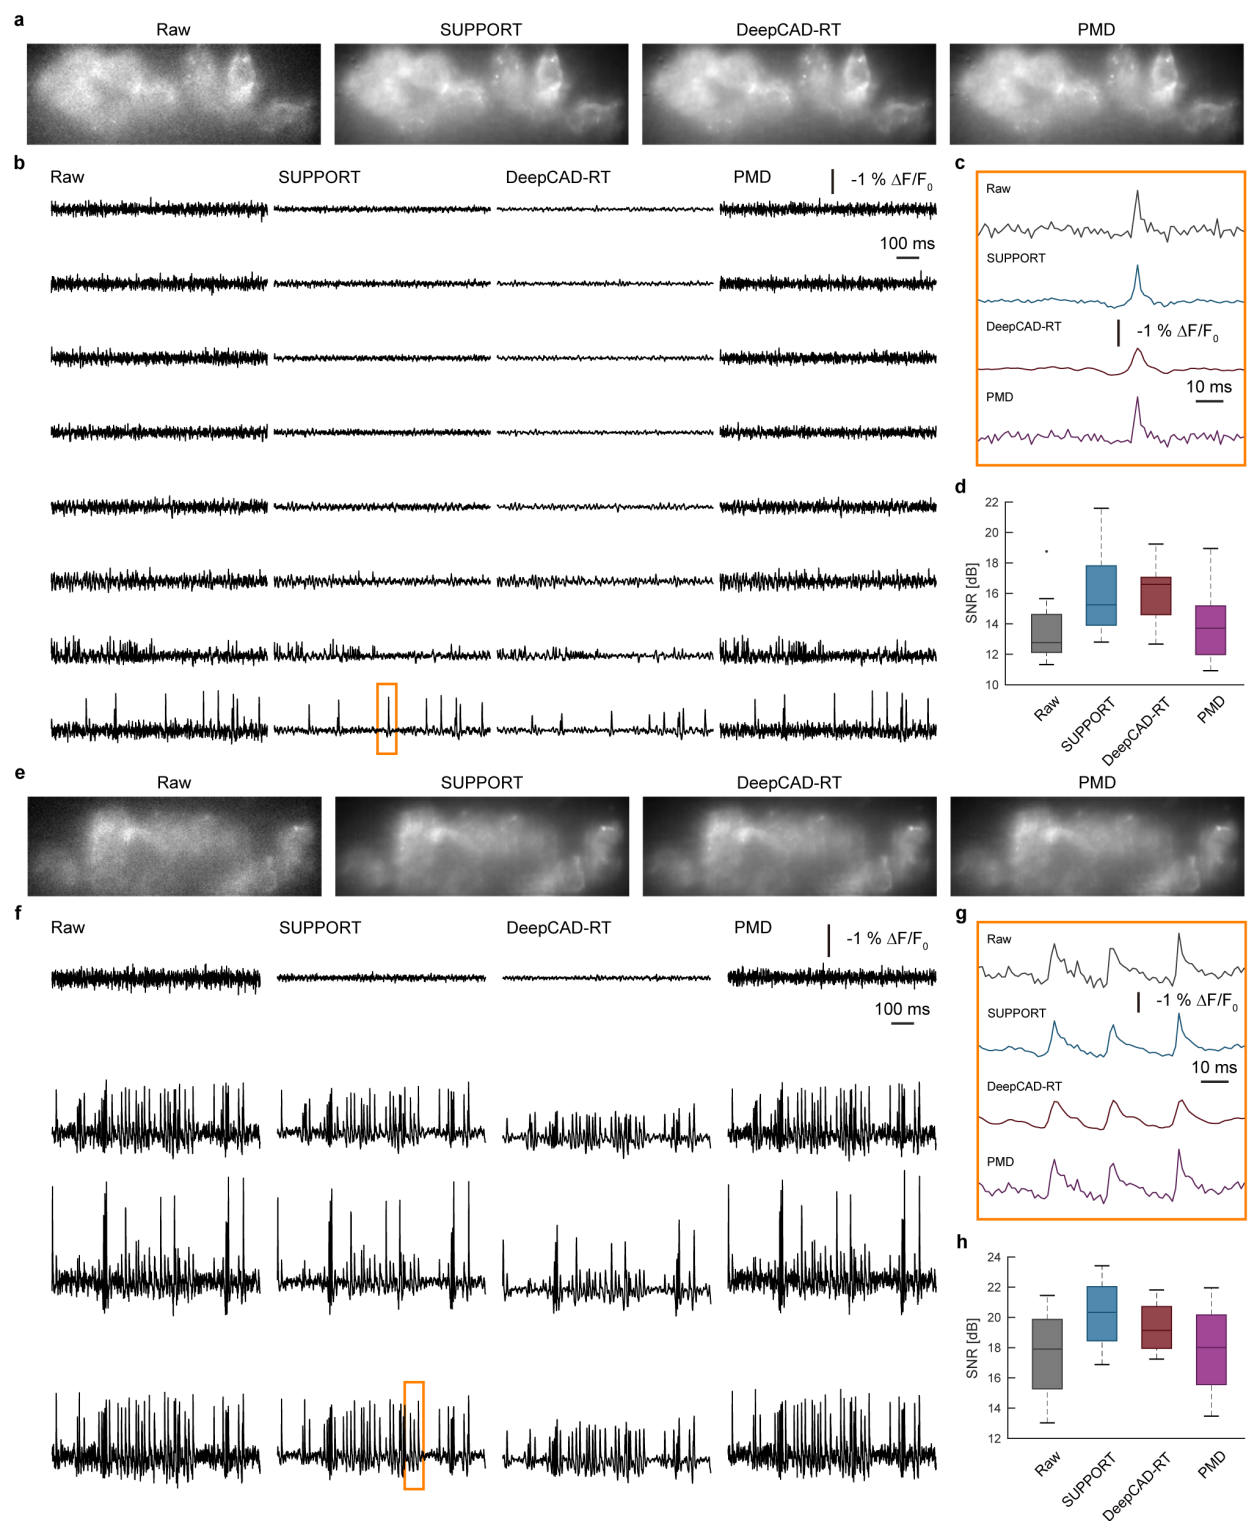 a
Raw
SUPPORT
DeepCAD-RT
PMD
b
Raw
SUPPORT
DeepCAD-RT
PMD
-1 % ΔF/F₀
100 ms
c
Raw
SUPPORT
DeepCAD-RT
-1 % ΔF/F₀
10 ms
PMD
d
22
20
18
16
14
12
10
SNR [dB]
Raw
SUPPORT
DeepCAD-RT
PMD
e
Raw
SUPPORT
DeepCAD-RT
PMD
f
Raw
SUPPORT
DeepCAD-RT
PMD
-1 % ΔF/F₀
100 ms
g
Raw
-1 % ΔF/F₀
SUPPORT
10 ms
DeepCAD-RT
PMD
h
24
22
20
18
16
14
12
SNR [dB]
Raw
SUPPORT
DeepCAD-RT
PMD